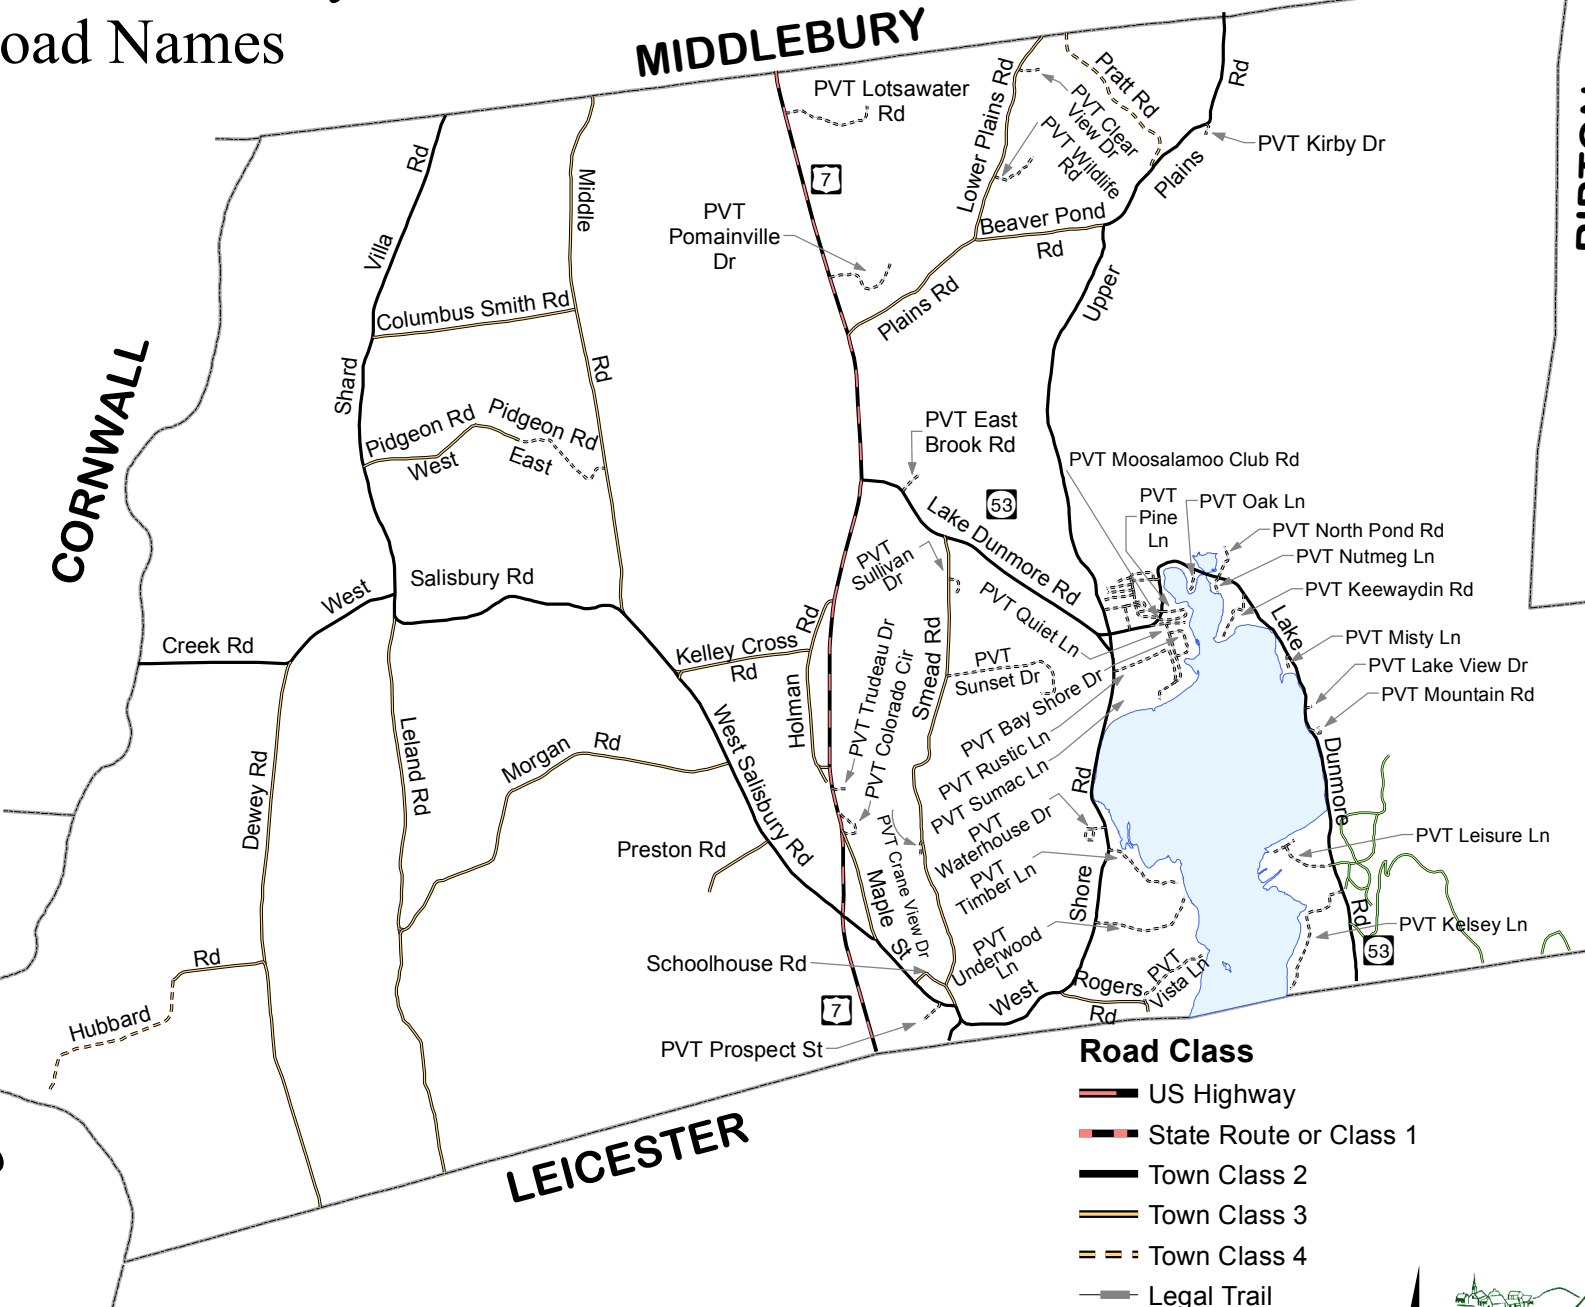 oad Names
MIDDLEBURY
CORNWALL
LEICESTER
Rd
Villa
Shard
Middle
Rd
Columbus Smith Rd
Pidgeon Rd
West
Pidgeon Rd
East
West
Salisbury Rd
Creek Rd
Dewey Rd
Leland Rd
Morgan
Rd
Hubbard
Rd
Preston Rd
West Salisbury Rd
Kelley Cross
Rd
Holman
Rd
7
PVT Lotsawater
Rd
PVT
Pomainville
Dr
Lower Plains Rd
PVT Clear
View Dr
PVT Wildlife
Rd
Pratt Rd
Rd
PVT Kirby Dr
Plains
Beaver Pond
Rd
Plains Rd
Upper
PVT East
Brook Rd
53
Lake Dunmore Rd
PVT Moosalamoo Club Rd
PVT
Pine
Ln
PVT Oak Ln
PVT North Pond Rd
PVT Nutmeg Ln
PVT Keewaydin Rd
Lake
PVT Misty Ln
PVT Lake View Dr
PVT Mountain Rd
Dunmore
PVT Leisure Ln
Rd
PVT Kelsey Ln
53
PVT
Sullivan
Dr
PVT Quiet Ln
Smead Rd
PVT
Sunset Dr
PVT Trudeau Dr
PVT Colorado Cir
PVT Bay Shore Dr
PVT Rustic Ln
PVT Sumac Ln
PVT
Waterhouse Dr
PVT
Timber Ln
PVT Crane View Dr
Maple
St
Rd
Shore
PVT
Underwood
Ln
West
Rogers
Rd
PVT
Vista Ln
Schoolhouse Rd
7
PVT Prospect St
Road Class
US Highway
State Route or Class 1
Town Class 2
Town Class 3
Town Class 4
Legal Trail